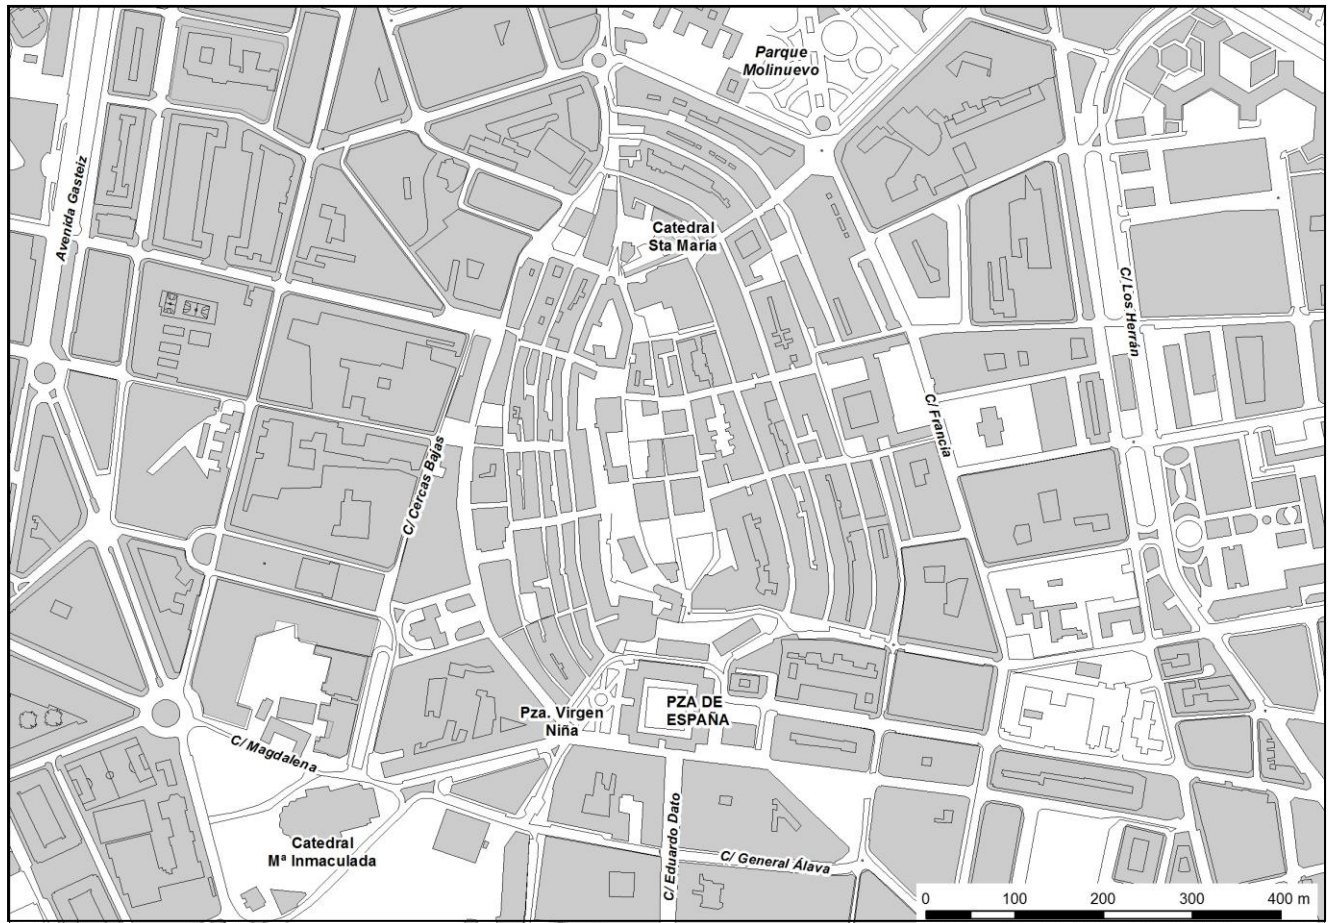 Parque
Molinuevo
Avenida Gasteiz
Catedral
Sta María
C/ Los Herrán
C/ Francia
C/ Cercas Bajas
Pza. Virgen
Niña
PZA DE
ESPAÑA
C/ Magdalena
Catedral
Mª Inmaculada
C/ Eduardo Dato
C/ General Álava
0 100 200 300 400 m